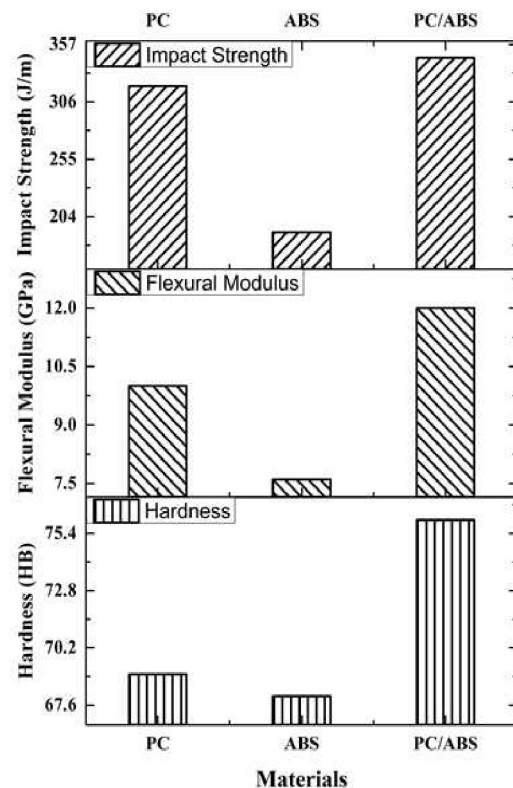 PC ABS PC/ABS
Impact Strength (J/m)
357
306
255
204
Impact Strength
Flexural Modulus (GPa)
12.0
10.5
9.0
7.5
Flexural Modulus
Hardness (HB)
75.4
72.8
70.2
67.6
Hardness
PC ABS PC/ABS
Materials